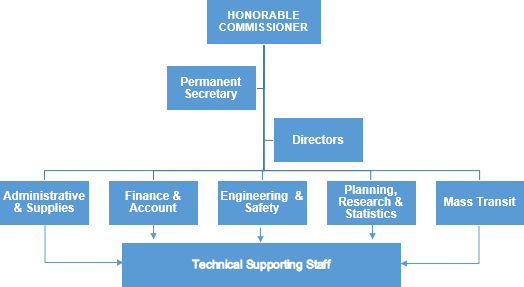 HONORABLE
COMMISSIONER
Permanent
Secretary
Directors
Administrative
& Supplies
Finance &
Account
Engineering &
Safety
Planning,
Research &
Statistics
Mass Transit
Technical Supporting Staff